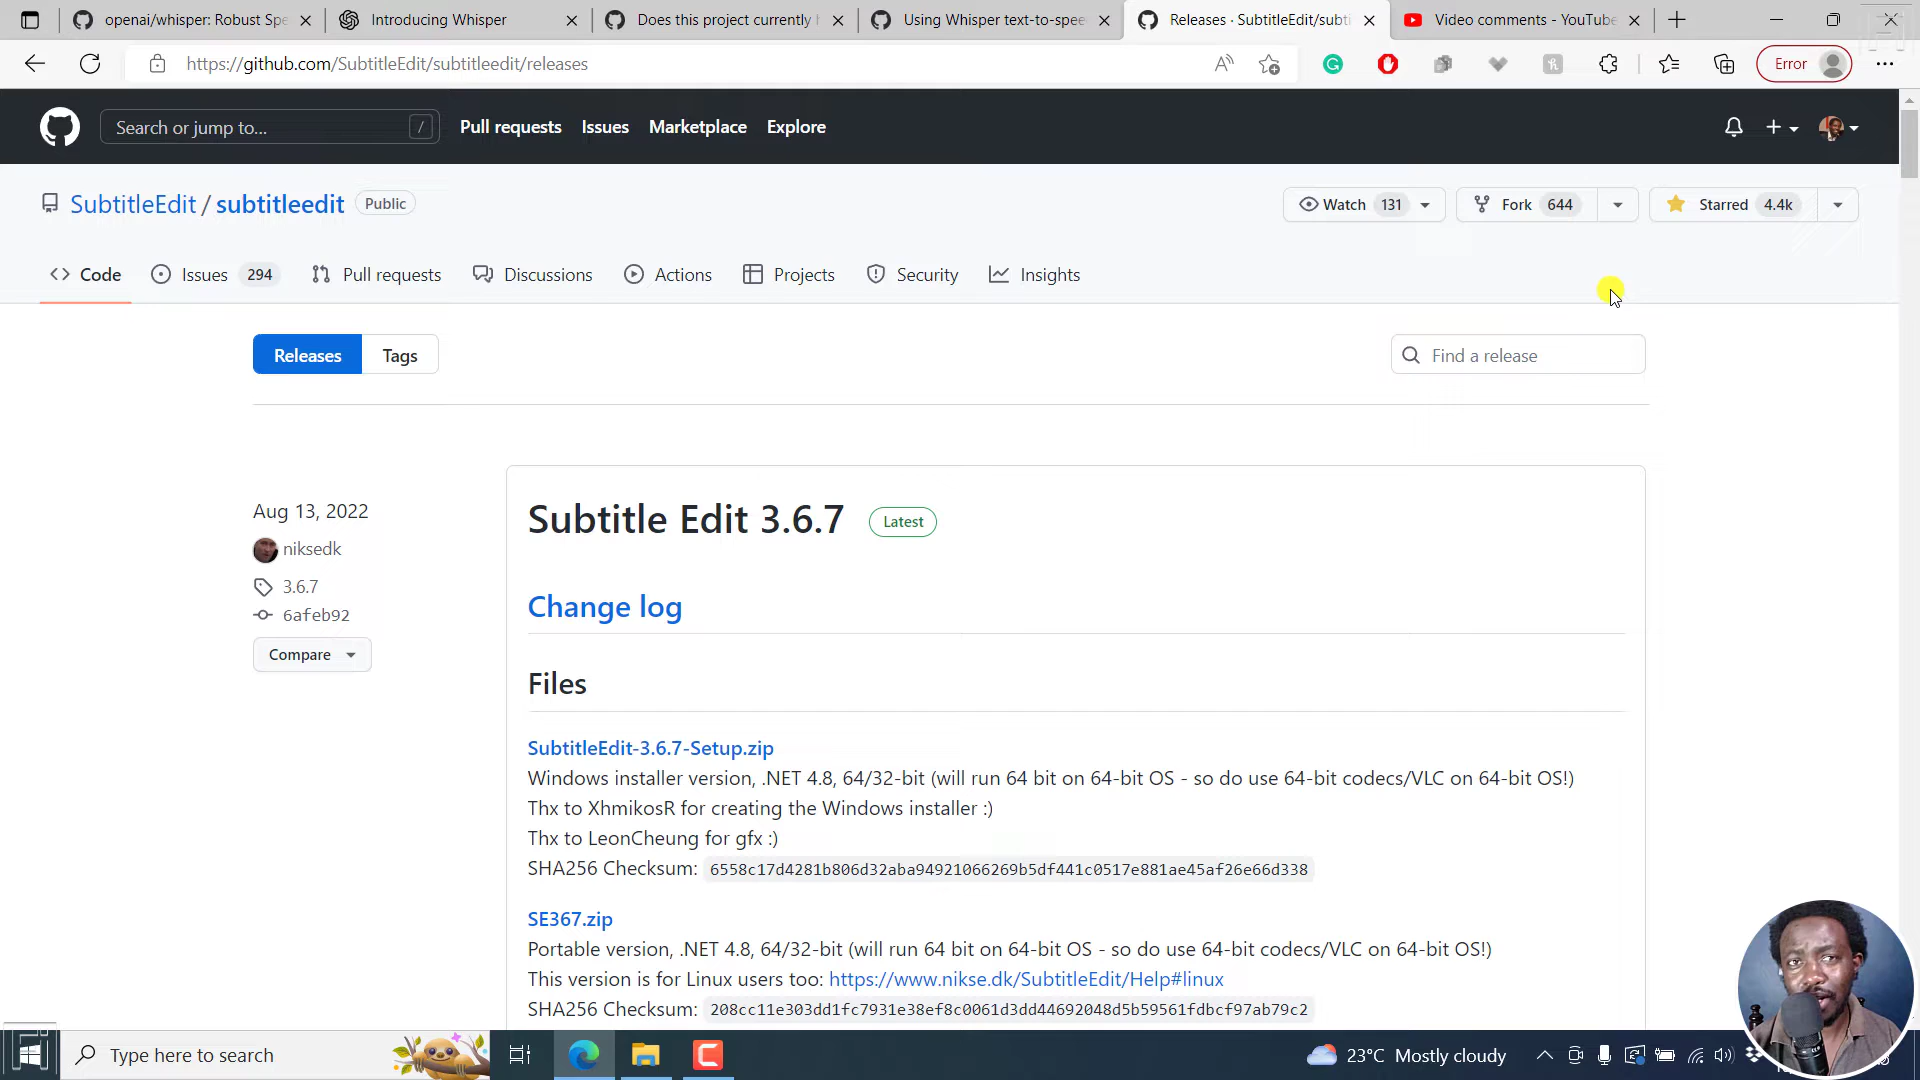 openai/whisper: Robust Spe
Introducing Whisper
Does this project currently h
Using Whisper text-to-spee
Releases · SubtitleEdit/subti
Video comments - YouTube
https://github.com/SubtitleEdit/subtitleedit/releases
Error
Search or jump to...
/
Pull requests
Issues
Marketplace
Explore
SubtitleEdit / subtitleedit
Public
Watch 131
Fork 644
Starred 4.4k
Code
Issues 294
Pull requests
Discussions
Actions
Projects
Security
Insights
Releases
Tags
Find a release
Aug 13, 2022
niksedk
3.6.7
6afeb92
Compare
Subtitle Edit 3.6.7
Latest
Change log
Files
SubtitleEdit-3.6.7-Setup.zip
Windows installer version, .NET 4.8, 64/32-bit (will run 64 bit on 64-bit OS - so do use 64-bit codecs/VLC on 64-bit OS!)
Thx to XhmikosR for creating the Windows installer :)
Thx to LeonCheung for gfx :)
SHA256 Checksum: 6558c17d4281b806d32aba94921066269b5df441c0517e881ae45af26e66d338
SE367.zip
Portable version, .NET 4.8, 64/32-bit (will run 64 bit on 64-bit OS - so do use 64-bit codecs/VLC on 64-bit OS!)
This version is for Linux users too: https://www.nikse.dk/SubtitleEdit/Help#linux
SHA256 Checksum: 208cc11e303dd1fc7931e38ef8c0061d3dd44692048d5b59561fdbcf97ab79c2
Type here to search
23°C Mostly cloudy